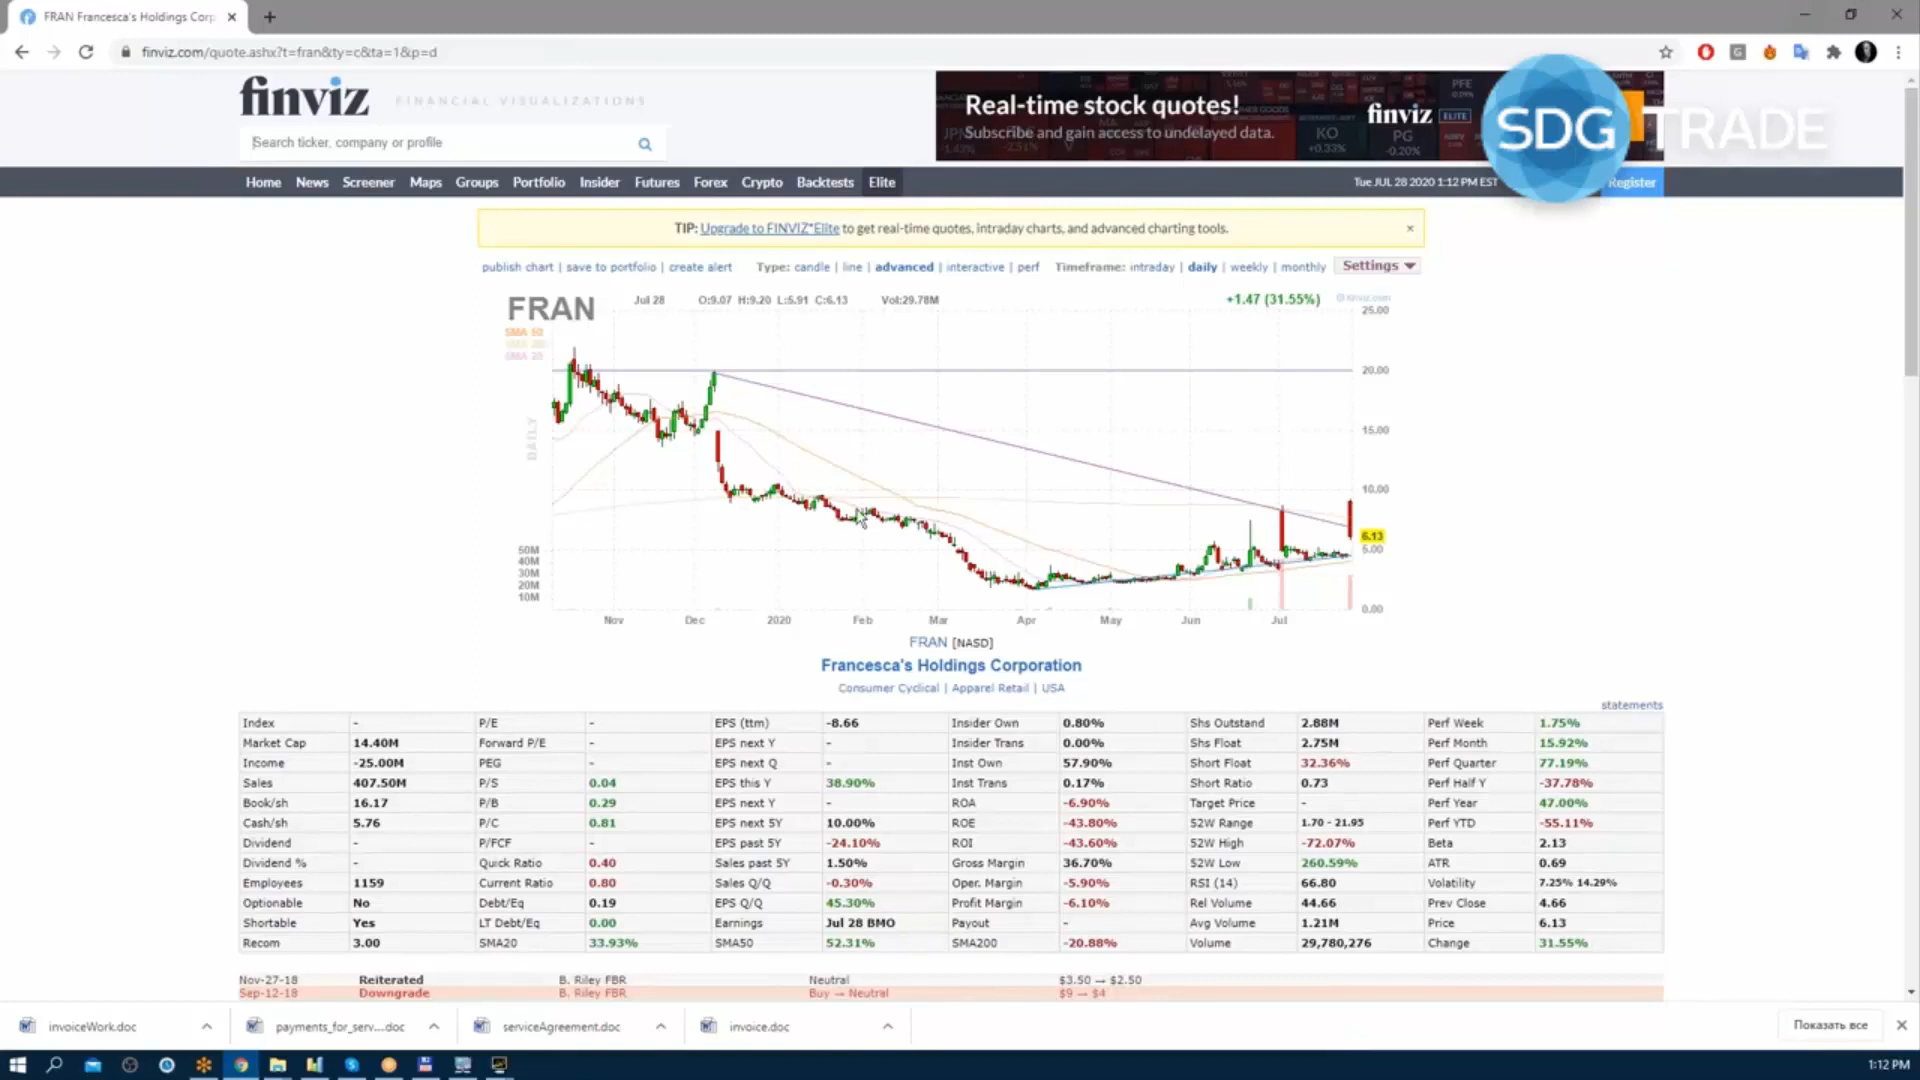 FRAN Francesca's Holdings Corp
finviz.com/quote.ashx?t=fran&ty=c&ta=1&p=d
finviz FINANCIAL VISUALIZATIONS
Search ticker, company or profile
Real-time stock quotes!
Subscribe and gain access to undelayed data.
finviz ELITE
KO +0.33%
PG -0.20%
PFE
SDG TRADE
Home News Screener Maps Groups Portfolio Insider Futures Forex Crypto Backtests Elite
Tue JUL 28 2020 1:12 PM EST Register
TIP: Upgrade to FINVIZ*Elite to get real-time quotes, intraday charts, and advanced charting tools. ×
publish chart | save to portfolio | create alert Type: candle | line | advanced | interactive | perf Timeframe: intraday | daily | weekly | monthly Settings
FRAN Jul 28 O:9.07 H:9.20 L:5.91 C:6.13 Vol:29.78M +1.47 (31.55%)
SMA 50
SMA 20
DAILY
25.00
20.00
15.00
10.00
6.13
5.00
0.00
50M
40M
30M
20M
10M
Nov Dec 2020 Feb Mar Apr May Jun Jul
FRAN [NASD]
Francesca's Holdings Corporation
Consumer Cyclical | Apparel Retail | USA
statements
Index - P/E - EPS (ttm) -8.66 Insider Own 0.80% Shs Outstand 2.88M Perf Week 1.75%
Market Cap 14.40M Forward P/E - EPS next Y - Insider Trans 0.00% Shs Float 2.75M Perf Month 15.92%
Income -25.00M PEG - EPS next Q - Inst Own 57.90% Short Float 32.36% Perf Quarter 77.19%
Sales 407.50M P/S 0.04 EPS this Y 38.90% Inst Trans 0.17% Short Ratio 0.73 Perf Half Y -37.78%
Book/sh 16.17 P/B 0.29 EPS next Y - ROA -6.90% Target Price - Perf Year 47.00%
Cash/sh 5.76 P/C 0.81 EPS next 5Y 10.00% ROE -43.80% 52W Range 1.70 - 21.95 Perf YTD -55.11%
Dividend - P/FCF - EPS past 5Y -24.10% ROI -43.60% 52W High -72.07% Beta 2.13
Dividend % - Quick Ratio 0.40 Sales past 5Y 1.50% Gross Margin 36.70% 52W Low 260.59% ATR 0.69
Employees 1159 Current Ratio 0.80 Sales Q/Q -0.30% Oper. Margin -5.90% RSI (14) 66.80 Volatility 7.25% 14.29%
Optionable No Debt/Eq 0.19 EPS Q/Q 45.30% Profit Margin -6.10% Rel Volume 44.66 Prev Close 4.66
Shortable Yes LT Debt/Eq 0.00 Earnings Jul 28 BMO Payout - Avg Volume 1.21M Price 6.13
Recom 3.00 SMA20 33.93% SMA50 52.31% SMA200 -20.88% Volume 29,780,276 Change 31.55%
Nov-27-18 Reiterated B. Riley FBR Neutral $3.50 → $2.50
Sep-12-18 Downgrade B. Riley FBR Buy → Neutral $9 → $4
invoiceWork.doc payments_for_serv....doc serviceAgreement.doc invoice.doc Показать все
1:12 PM